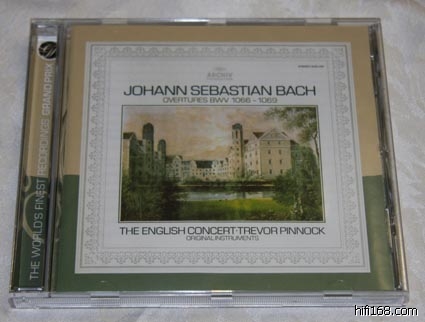 ARCHIV
JOHANN SEBASTIAN BACH
OVERTURES BWV 1066-1069
THE ENGLISH CONCERT·TREVOR PINNOCK
ORIGINAL INSTRUMENTS
THE WORLD'S FINEST RECORDINGS GRAND PRIX
hifi168.com